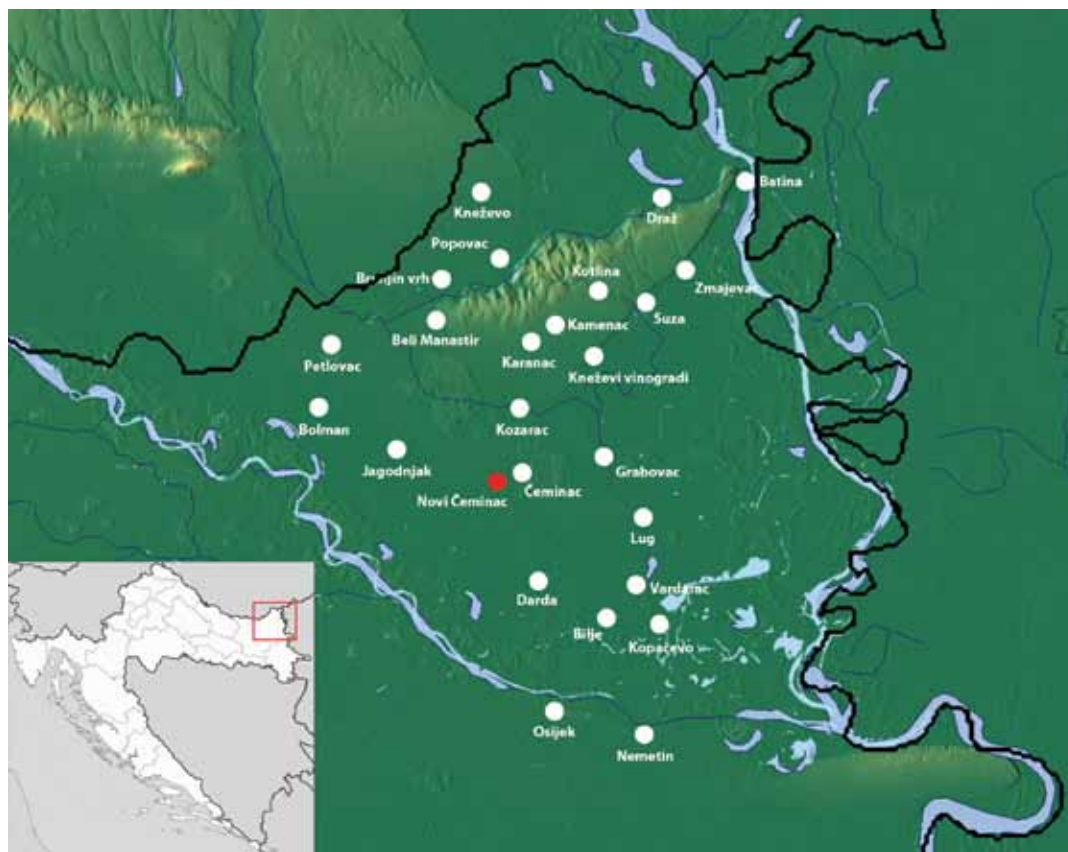 Batina
Kneževo
Draž
Popovac
Kotlina
Branjin vrh
Zmajevac
Suza
Kamenac
Beli Manastir
Karanac
Petlovac
Kneževi vinogradi
Bolman
Kozarac
Jagodnjak
Grabovac
Čeminac
Novi Čeminac
Lug
Vardarac
Darda
Bilje
Kopačevo
Osijek
Nemetin